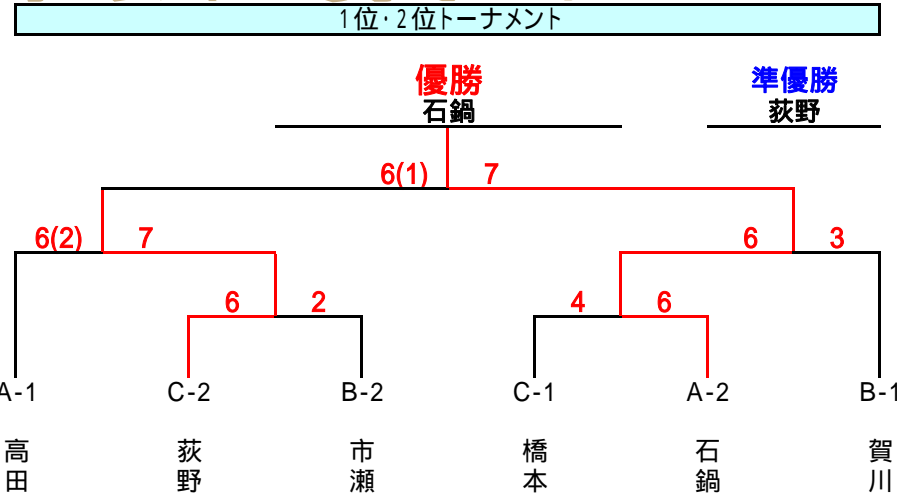 1位・2位トーナメント
優勝 準優勝
石鍋 荻野
6(1) 7
6(2) 7 6 3
6 2 4 6
A-1 C-2 B-2 C-1 A-2 B-1
高田 荻野 市瀬 橋本 石鍋 賀川